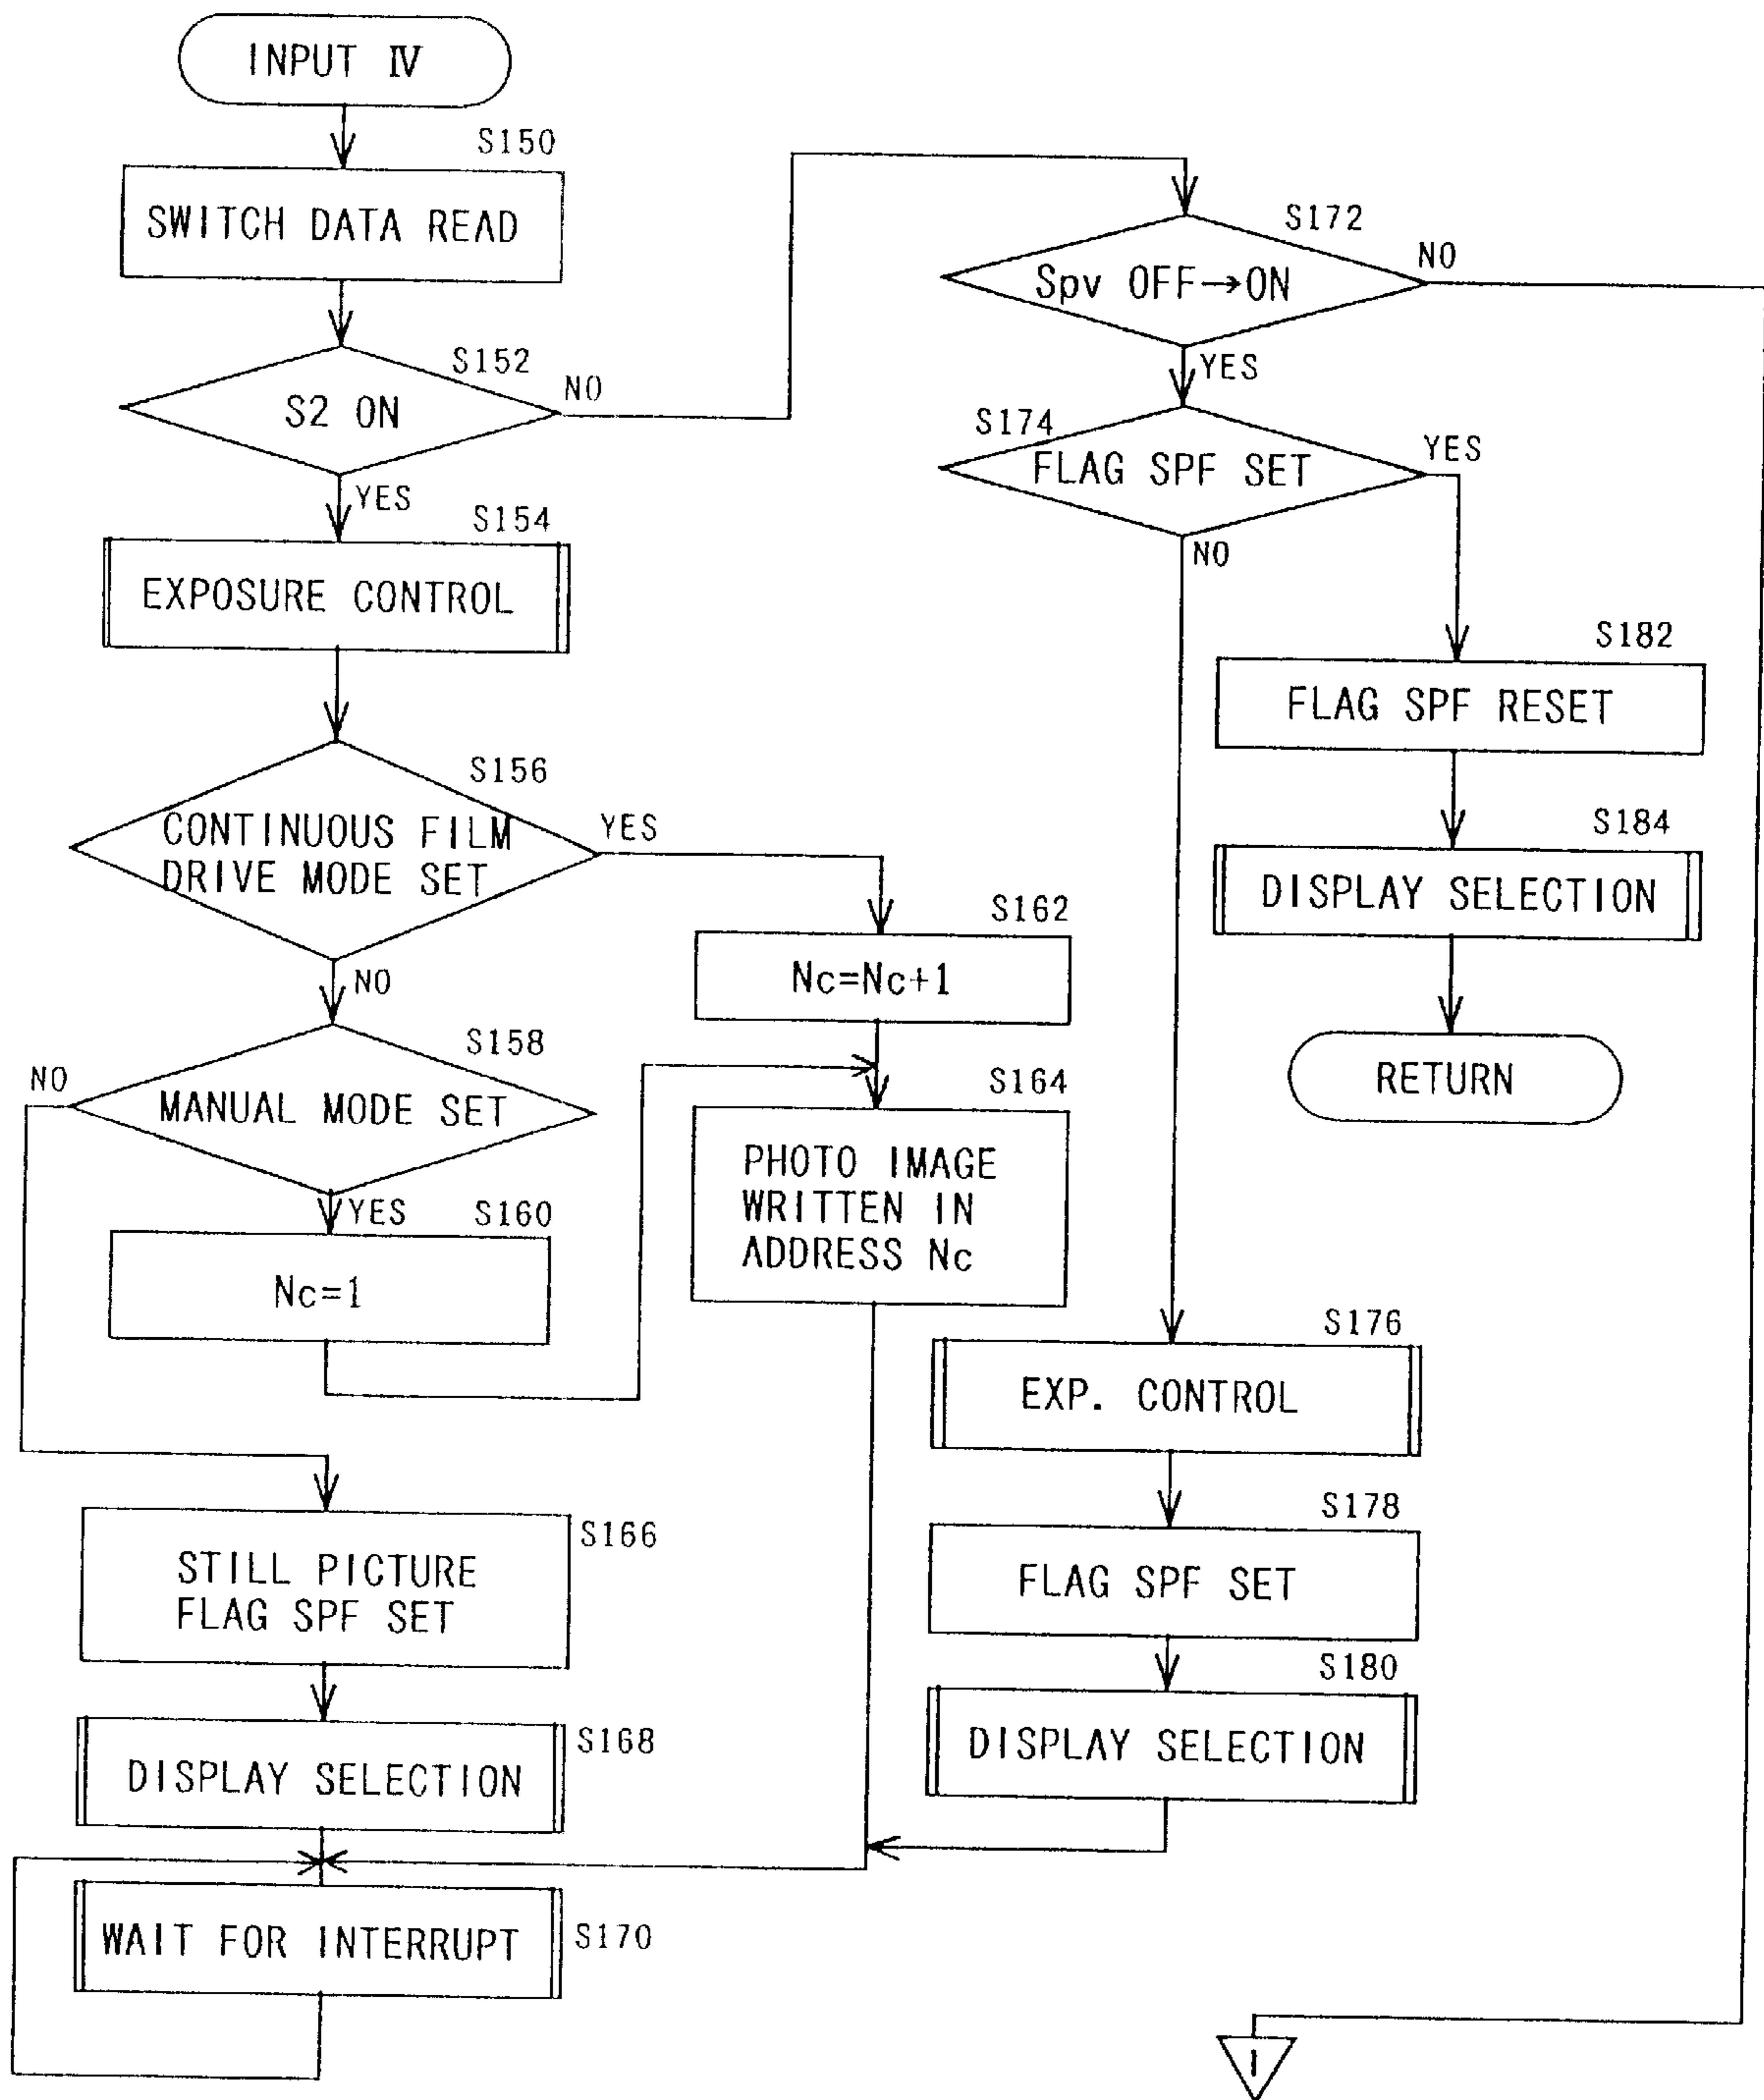 INPUT Ⅳ
S150
SWITCH DATA READ
S152
S2 ON
NO
YES
S154
EXPOSURE CONTROL
S156
CONTINUOUS FILM
DRIVE MODE SET
YES
NO
S158
NO
MANUAL MODE SET
YES
S160
Nc=1
S162
Nc=Nc+1
S164
PHOTO IMAGE
WRITTEN IN
ADDRESS Nc
S166
STILL PICTURE
FLAG SPF SET
S168
DISPLAY SELECTION
WAIT FOR INTERRUPT
S170
S172
Spv OFF→ON
NO
YES
S174
FLAG SPF SET
YES
NO
S182
FLAG SPF RESET
S184
DISPLAY SELECTION
RETURN
S176
EXP. CONTROL
S178
FLAG SPF SET
S180
DISPLAY SELECTION
I